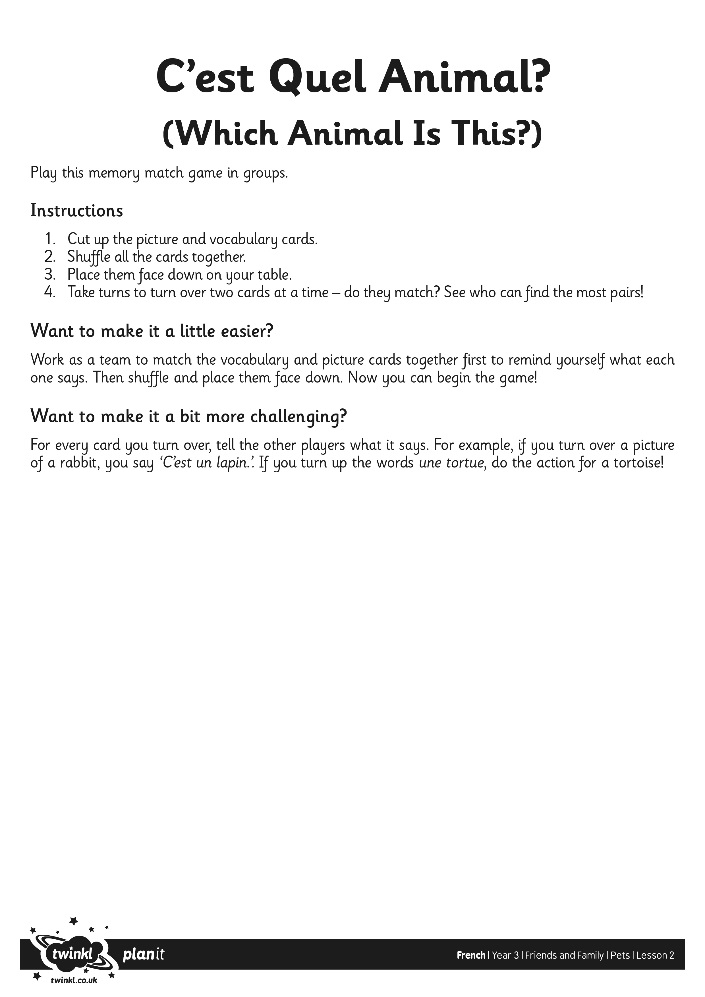 C’est Quel Animal?
(Which Animal Is This?)
Play this memory match game in groups.
Instructions
1. Cut up the picture and vocabulary cards.
2. Shuffle all the cards together.
3. Place them face down on your table.
4. Take turns to turn over two cards at a time – do they match? See who can find the most pairs!
Want to make it a little easier?
Work as a team to match the vocabulary and picture cards together first to remind yourself what each
one says. Then shuffle and place them face down. Now you can begin the game!
Want to make it a bit more challenging?
For every card you turn over, tell the other players what it says. For example, if you turn over a picture
of a rabbit, you say ‘C’est un lapin.’. If you turn up the words une tortue, do the action for a tortoise!
twinkl planit
twinkl.co.uk
French | Year 3 | Friends and Family | Pets | Lesson 2